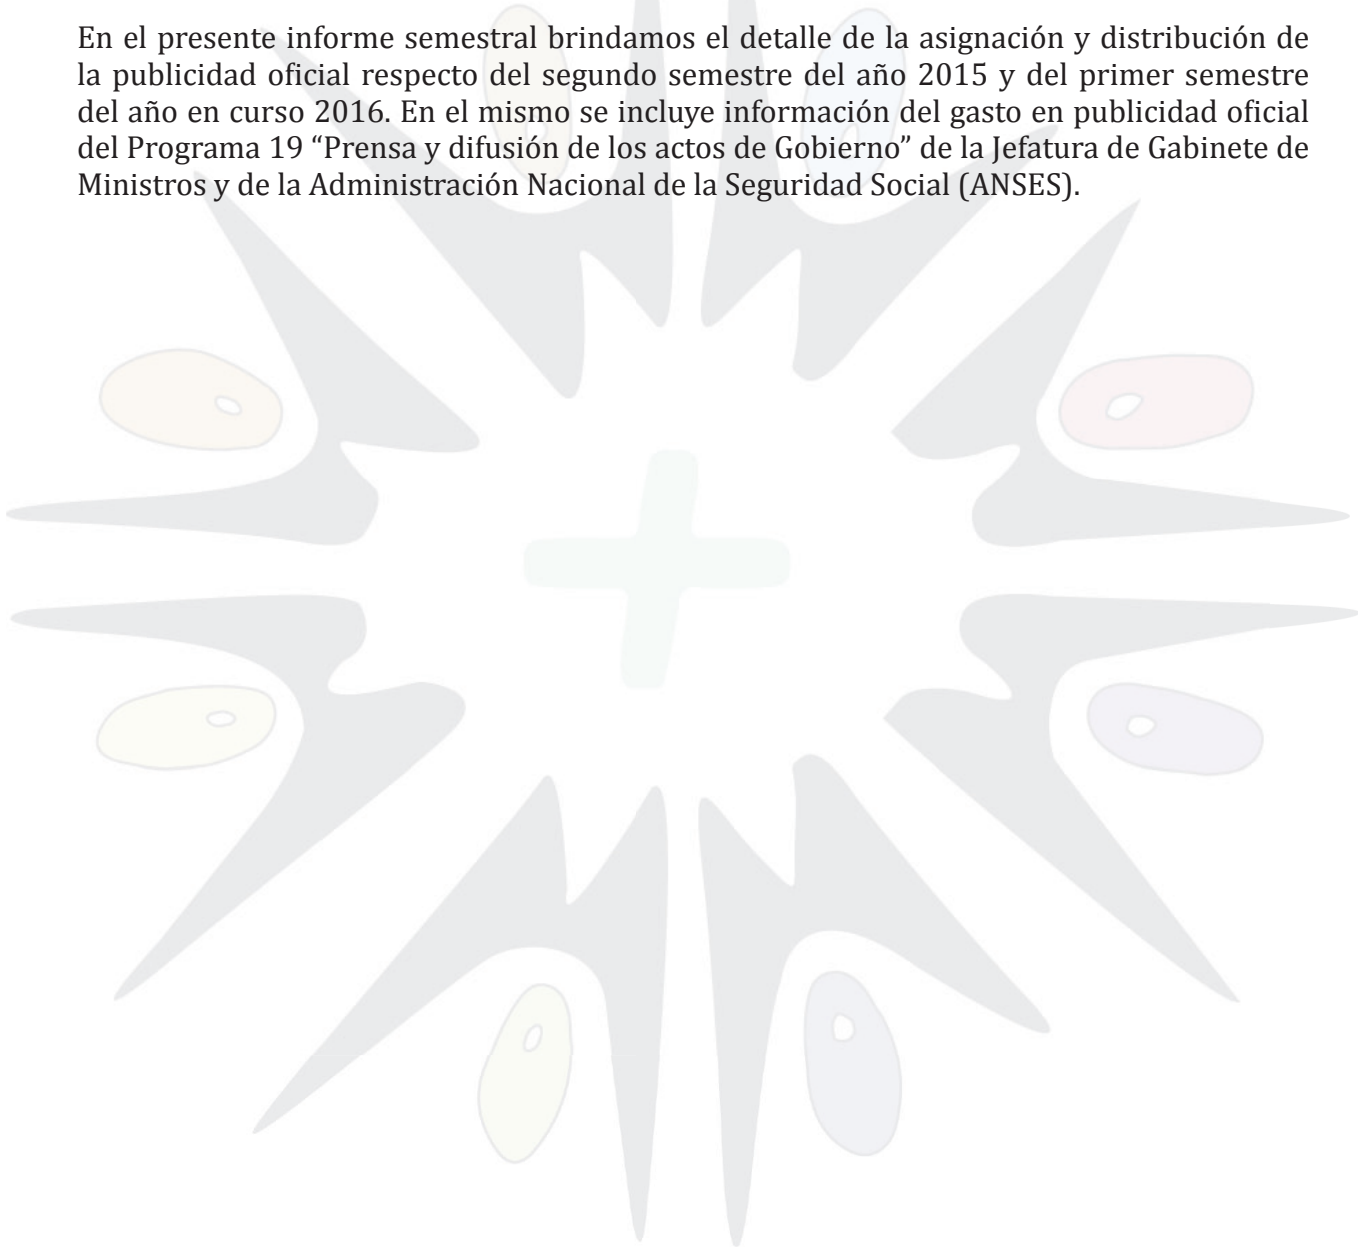 En el presente informe semestral brindamos el detalle de la asignación y distribución de
la publicidad oficial respecto del segundo semestre del año 2015 y del primer semestre
del año en curso 2016. En el mismo se incluye información del gasto en publicidad oficial
del Programa 19 “Prensa y difusión de los actos de Gobierno” de la Jefatura de Gabinete de
Ministros y de la Administración Nacional de la Seguridad Social (ANSES).